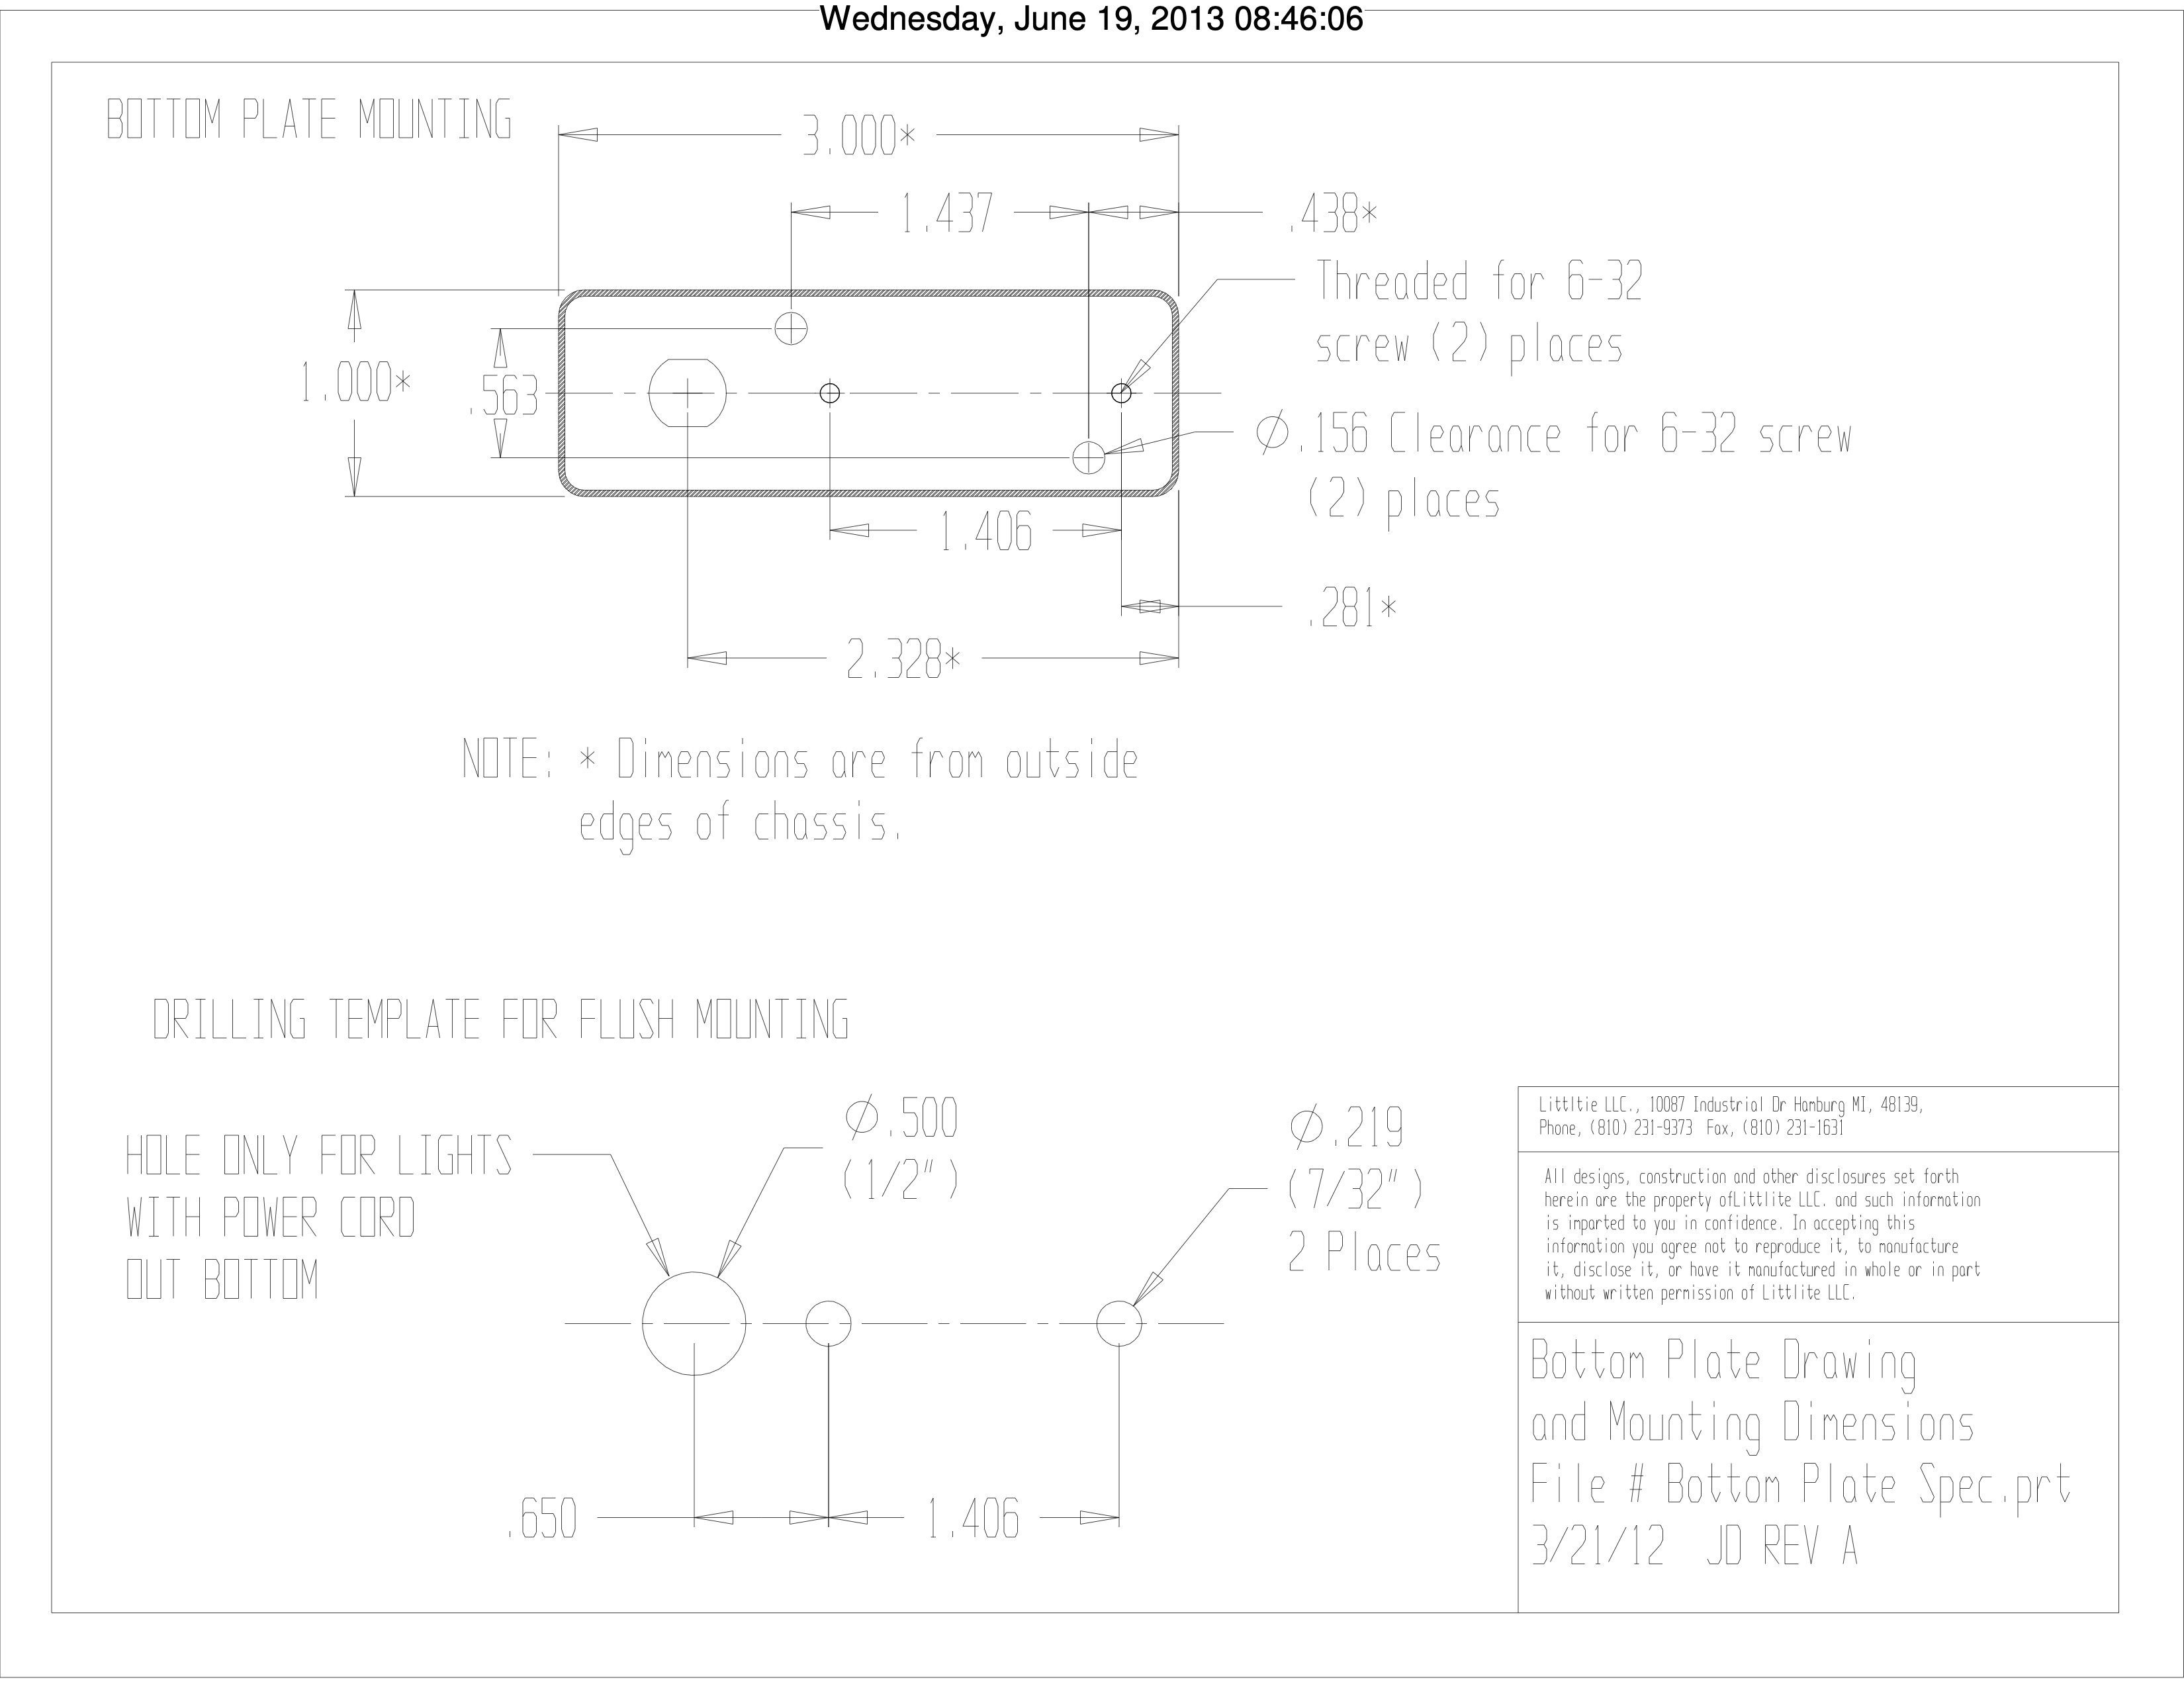 Wednesday, June 19, 2013 08:46:06
BOTTOM PLATE MOUNTING
3.000*
1.437
.438*
Threaded for 6-32
screw (2) places
1.000*
.563
Ø.156 Clearance for 6-32 screw
(2) places
1.406
.281*
2.328*
NOTE: * Dimensions are from outside
edges of chassis.
DRILLING TEMPLATE FOR FLUSH MOUNTING
HOLE ONLY FOR LIGHTS
WITH POWER CORD
OUT BOTTOM
Ø.500
(1/2")
Ø.219
(7/32")
2 Places
.650
1.406
Littltie LLC., 10087 Industrial Dr Hamburg MI, 48139,
Phone, (810) 231-9373 Fax, (810) 231-1631
All designs, construction and other disclosures set forth
herein are the property ofLittlite LLC. and such information
is imparted to you in confidence. In accepting this
information you agree not to reproduce it, to manufacture
it, disclose it, or have it manufactured in whole or in part
without written permission of Littlite LLC.
Bottom Plate Drawing
and Mounting Dimensions
File # Bottom Plate Spec.prt
3/21/12 JD REV A